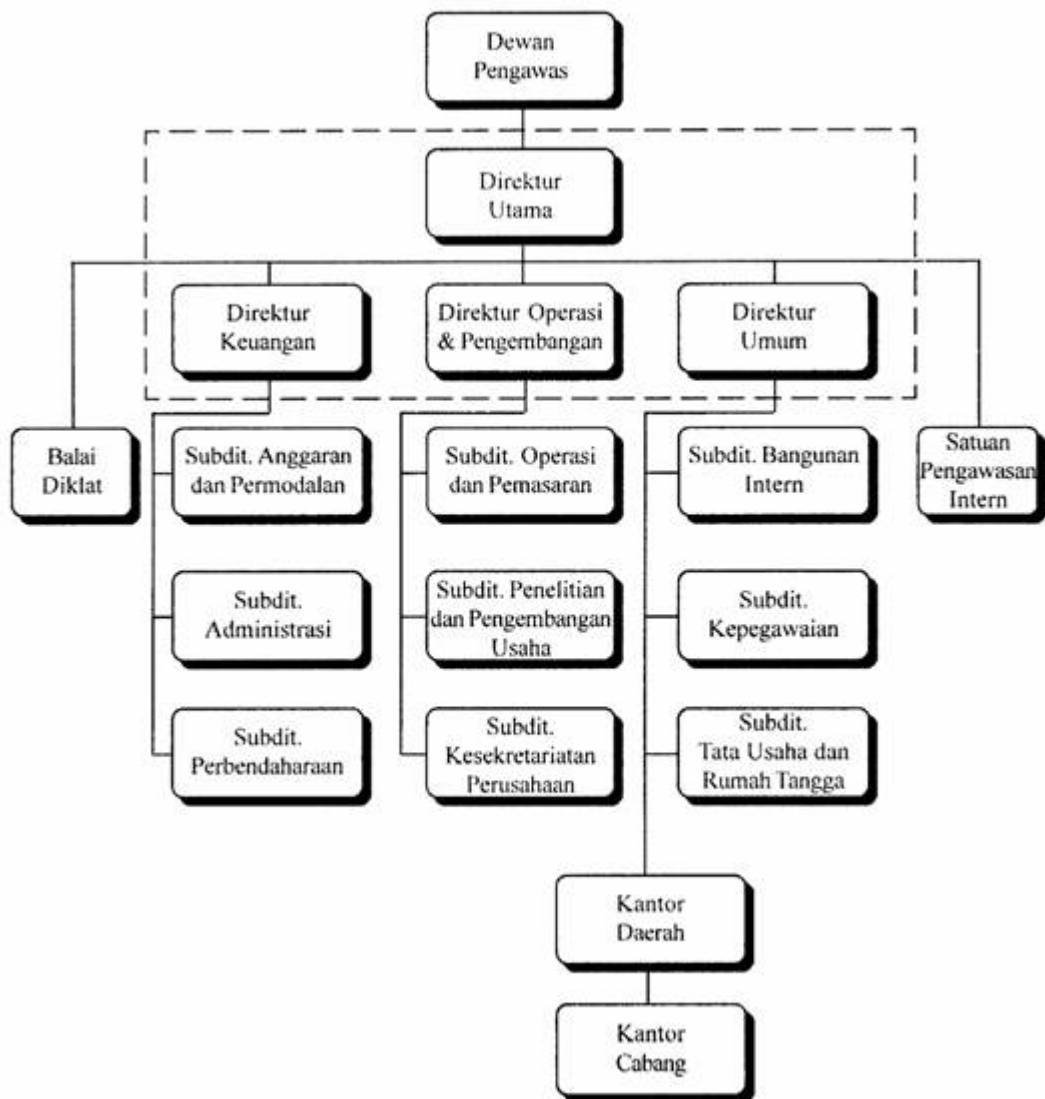 Dewan
Pengawas
Direktur
Utama
Direktur
Keuangan
Direktur Operasi
& Pengembangan
Direktur
Umum
Balai
Diklat
Subdit. Anggaran
dan Permodalan
Subdit. Operasi
dan Pemasaran
Subdit. Bangunan
Intern
Satuan
Pengawasan
Intern
Subdit.
Administrasi
Subdit. Penelitian
dan Pengembangan
Usaha
Subdit.
Kepegawaian
Subdit.
Perbendaharaan
Subdit.
Kesekretariatan
Perusahaan
Subdit.
Tata Usaha dan
Rumah Tangga
Kantor
Daerah
Kantor
Cabang